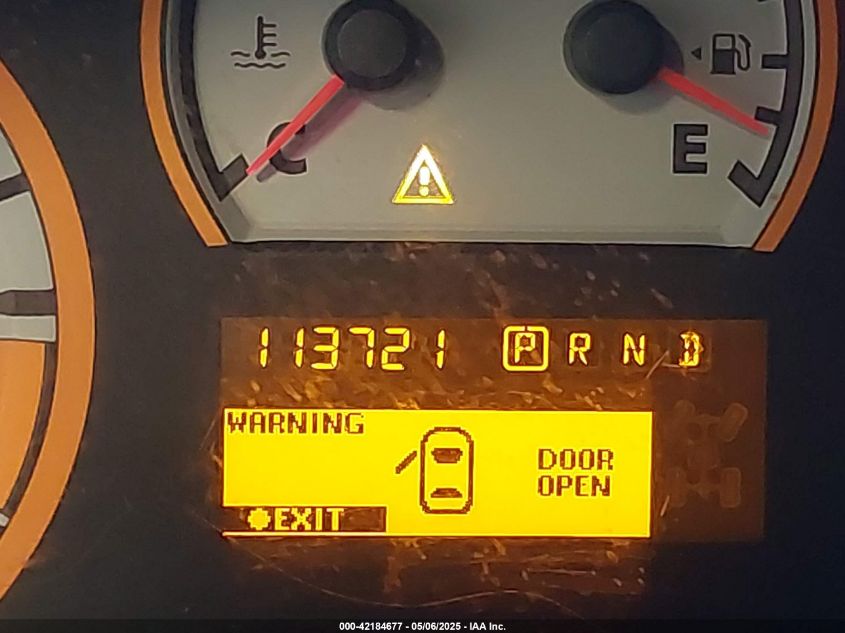 C
E
113721 P R N D
WARNING
DOOR
OPEN
EXIT
000-42184677 - 05/06/2025 - IAA Inc.